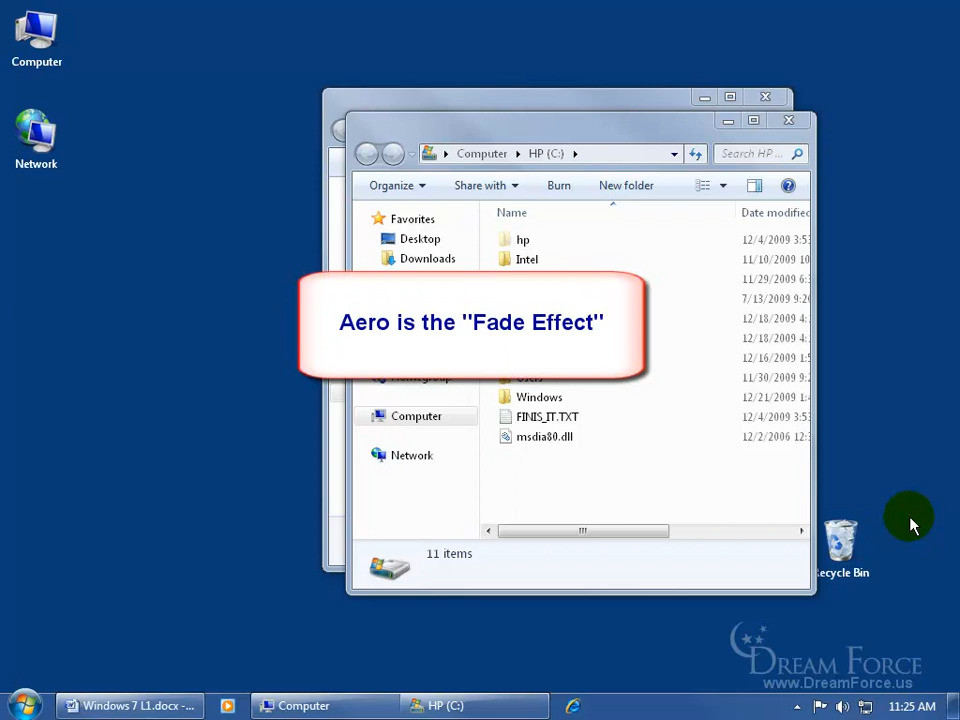 Computer
Network
Computer HP (C:) Search HP ...
Organize Share with Burn New folder
Name Date modified
Favorites
Desktop
Downloads
hp 12/4/2009 3:53
Intel 11/10/2009 10
11/29/2009 6:
7/13/2009 9:20
Aero is the "Fade Effect"
12/18/2009 4:
12/18/2009 4:
12/16/2009 1:
11/30/2009 9:2
Windows 12/21/2009 1:4
Computer
FINIS_IT.TXT 12/4/2009 3:53
msdia80.dll 12/2/2006 12:
Network
11 items
Recycle Bin
DREAM FORCE
www.DreamForce.us
Windows 7 L1.docx -...
Computer
HP (C:)
11:25 AM